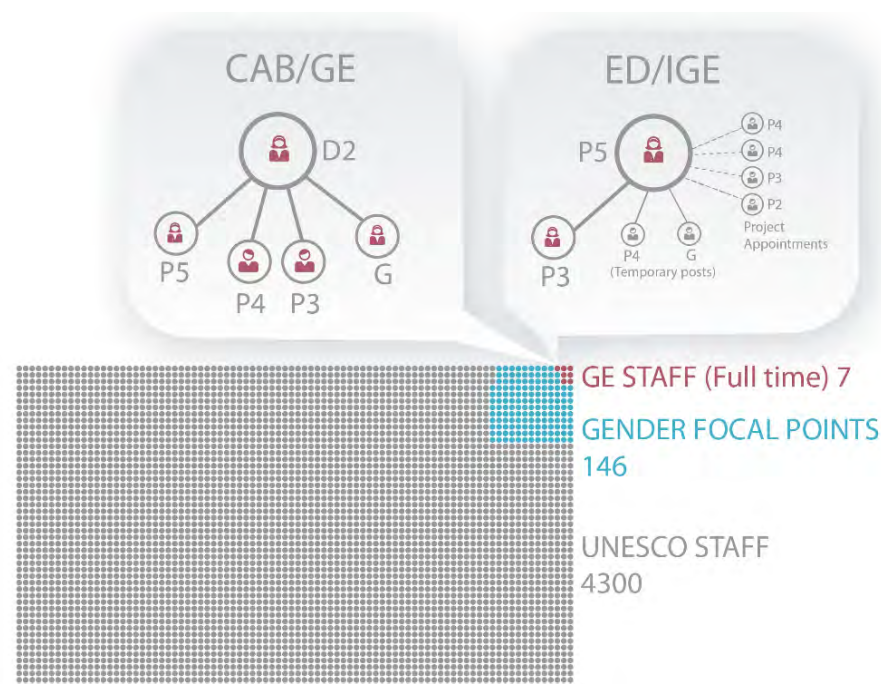 CAB/GE
D2
P5
P4
P3
G
ED/IGE
P5
P4
P4
P3
P2
Project
Appointments
P3
P4
G
(Temporary posts)
GE STAFF (Full time) 7
GENDER FOCAL POINTS
146
UNESCO STAFF
4300